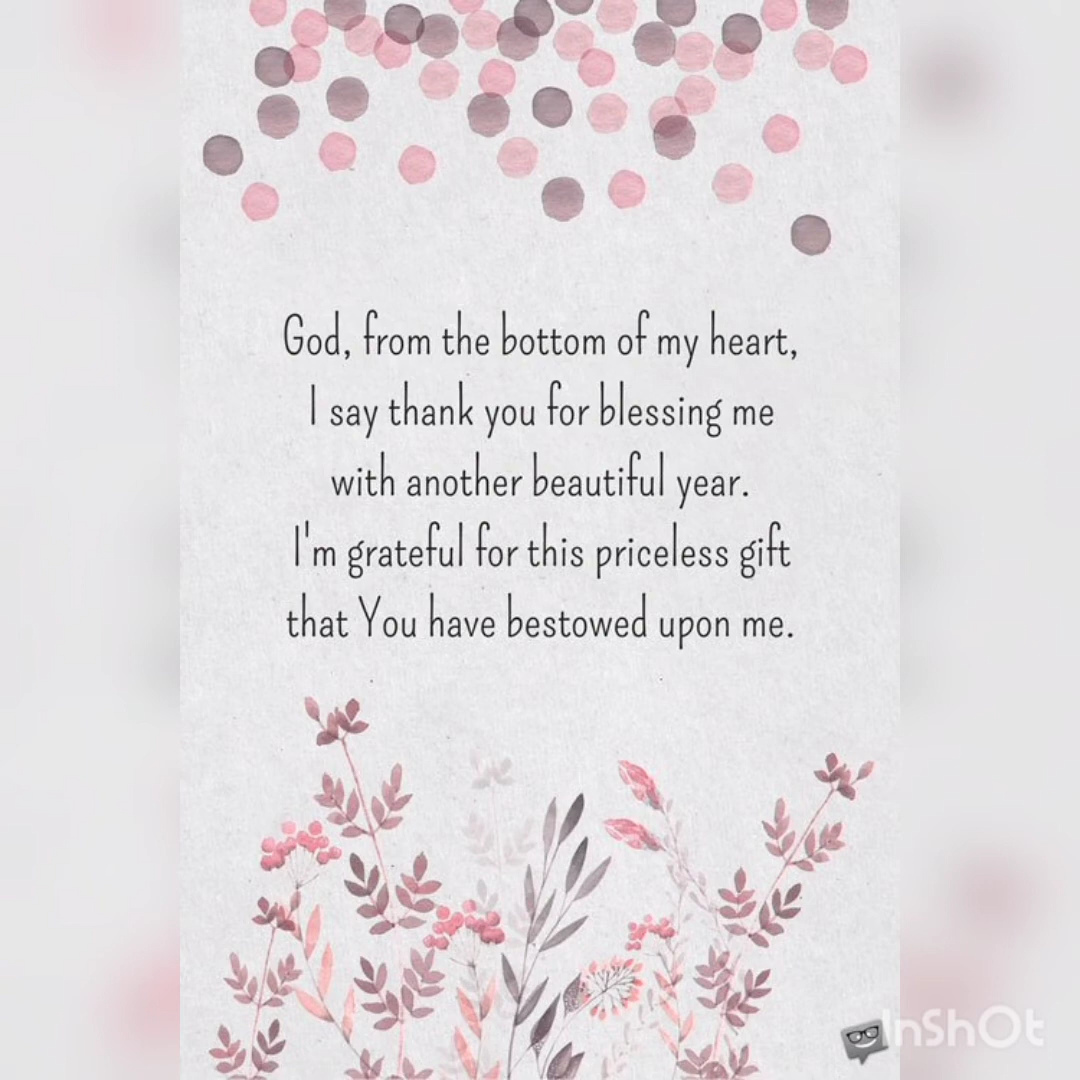 God, from the bottom of my heart,
I say thank you for blessing me
with another beautiful year.
I'm grateful for this priceless gift
that You have bestowed upon me.
InShOt